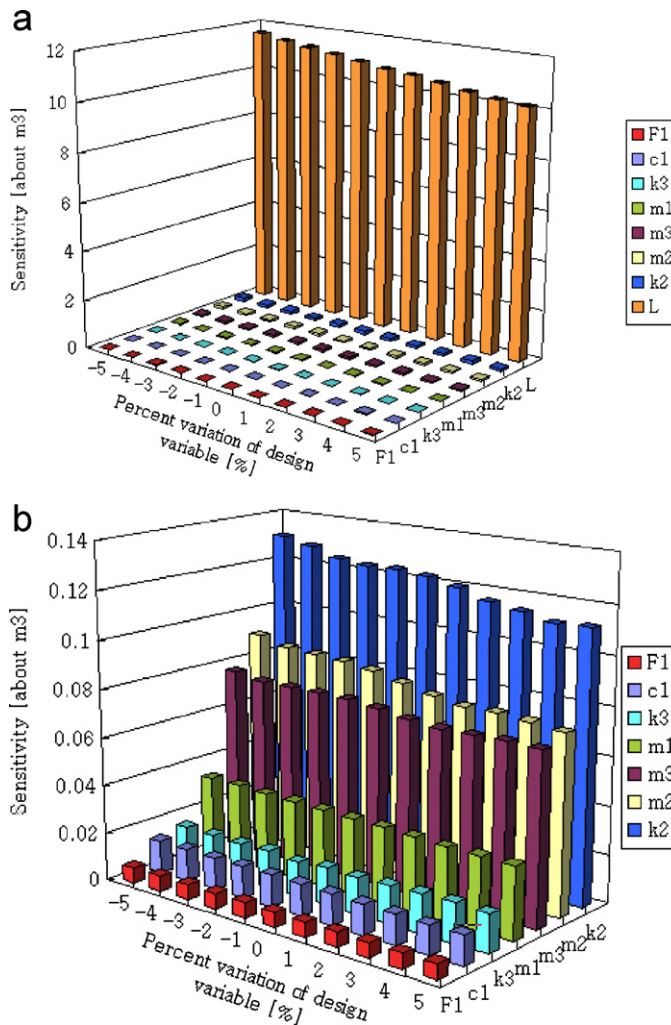 a
12
10
8
6
4
2
0
Sensitivity [about m3]
-5 -4 -3 -2 -1 0 1 2 3 4 5
Percent variation of design
variable [%]
F1 c1 k3 m1 m3 m2 k2 L
F1
c1
k3
m1
m3
m2
k2
L
b
0.14
0.12
0.1
0.08
0.06
0.04
0.02
0
Sensitivity [about m3]
-5 -4 -3 -2 -1 0 1 2 3 4 5
Percent variation of design
variable [%]
F1 c1 k3 m1 m3 m2 k2
F1
c1
k3
m1
m3
m2
k2